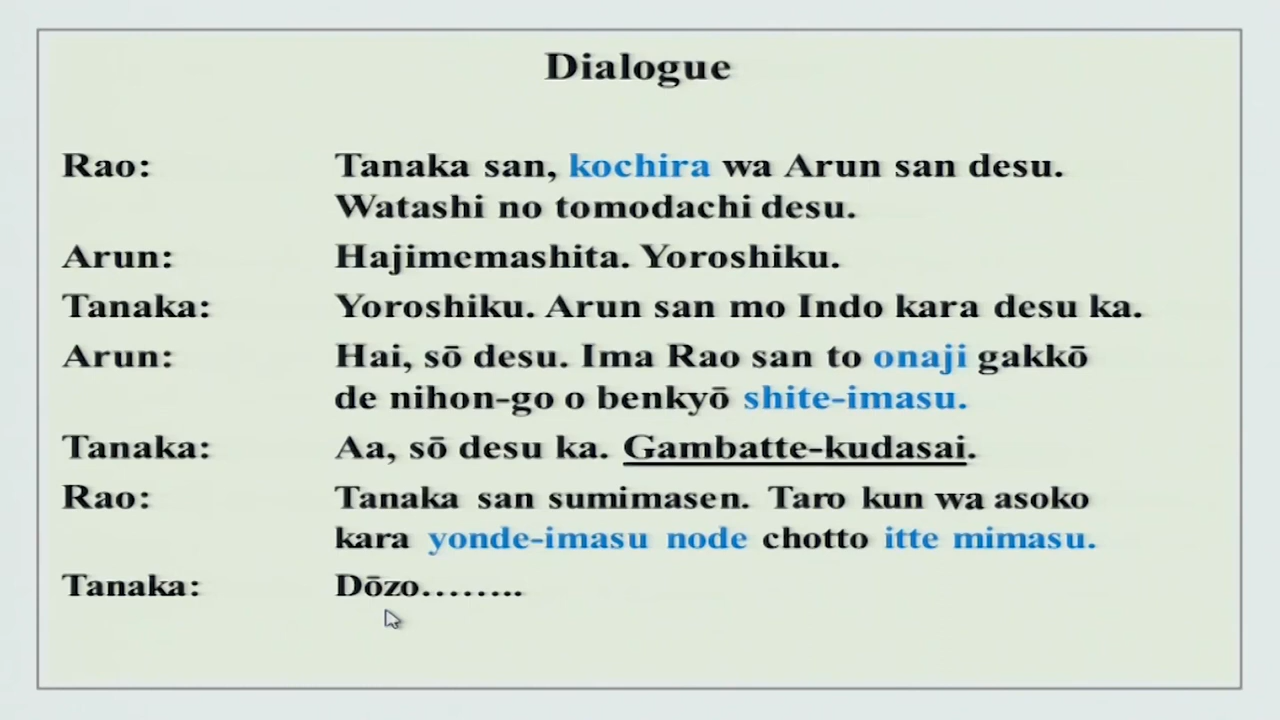 Dialogue
Rao: Tanaka san, kochira wa Arun san desu.
Watashi no tomodachi desu.
Arun: Hajimemashita. Yoroshiku.
Tanaka: Yoroshiku. Arun san mo Indo kara desu ka.
Arun: Hai, sō desu. Ima Rao san to onaji gakkō
de nihon-go o benkyō shite-imasu.
Tanaka: Aa, sō desu ka. Gambatte-kudasai.
Rao: Tanaka san sumimasen. Taro kun wa asoko
kara yonde-imasu node chotto itte mimasu.
Tanaka: Dōzo........